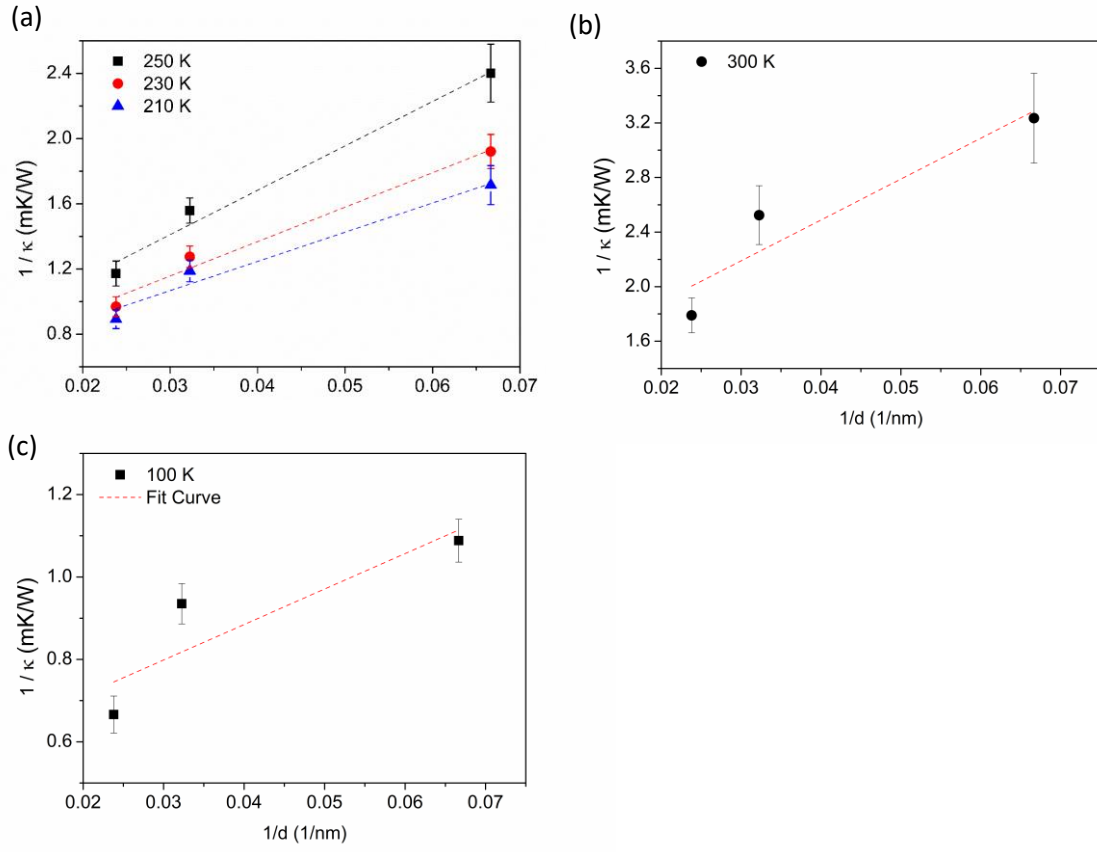 (a)
250 K
230 K
210 K
1 / κ (mK/W)
2.4
2.0
1.6
1.2
0.8
0.02 0.03 0.04 0.05 0.06 0.07
(b)
300 K
1 / κ (mK/W)
3.6
3.2
2.8
2.4
2.0
1.6
0.02 0.03 0.04 0.05 0.06 0.07
1/d (1/nm)
(c)
100 K
Fit Curve
1 / κ (mK/W)
1.2
1.0
0.8
0.6
0.02 0.03 0.04 0.05 0.06 0.07
1/d (1/nm)